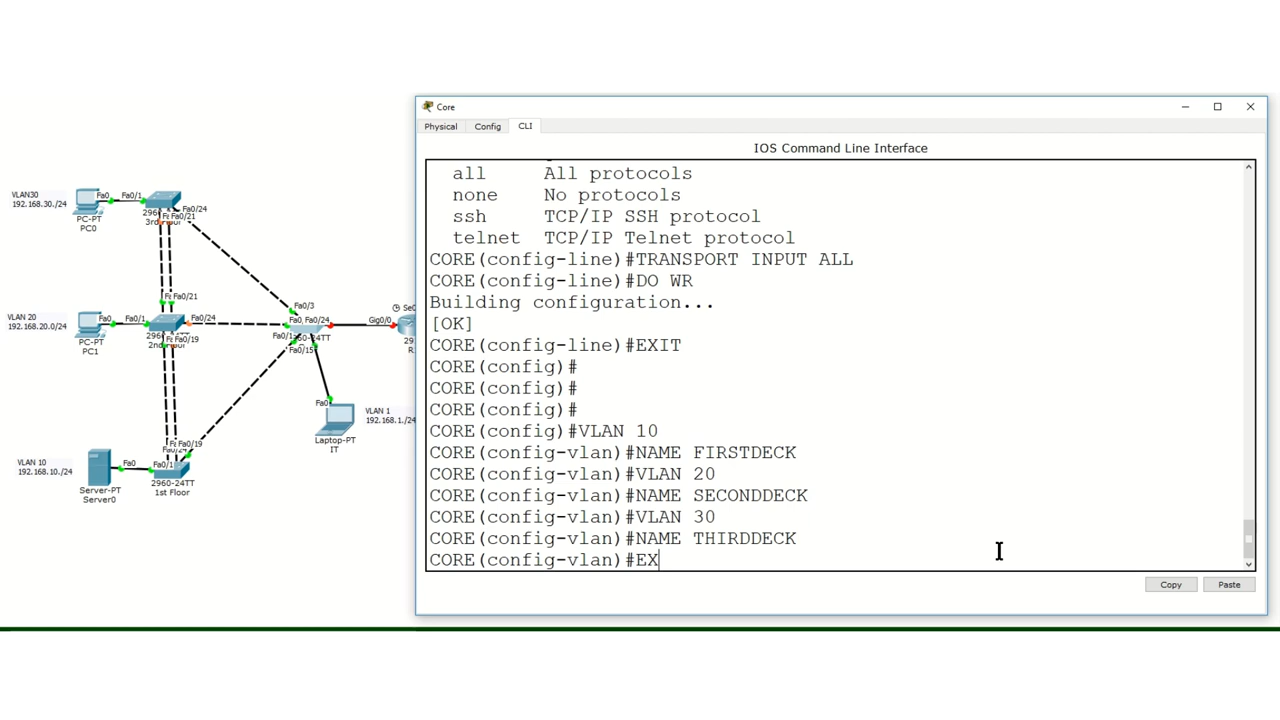 Core
Physical
Config
CLI
IOS Command Line Interface
all All protocols
none No protocols
ssh TCP/IP SSH protocol
telnet TCP/IP Telnet protocol
CORE(config-line)#TRANSPORT INPUT ALL
CORE(config-line)#DO WR
Building configuration...
[OK]
CORE(config-line)#EXIT
CORE(config)#
CORE(config)#
CORE(config)#
CORE(config)#VLAN 10
CORE(config-vlan)#NAME FIRSTDECK
CORE(config-vlan)#VLAN 20
CORE(config-vlan)#NAME SECONDDECK
CORE(config-vlan)#VLAN 30
CORE(config-vlan)#NAME THIRDDECK
CORE(config-vlan)#EX
Copy
Paste
VLAN30
192.168.30./24
Fa0
Fa0/1
PC-PT
PC0
Fa0/21
Fa0/24
VLAN 20
192.168.20.0/24
Fa0
Fa0/1
PC-PT
PC1
Fa0/21
Fa0/24
Fa0/19
Fa0/3
Fa0/24
Gig0/0
Fa0
Laptop-PT
IT
VLAN 1
192.168.1./24
VLAN 10
192.168.10./24
Fa0
Fa0/1
Fa0/19
Server-PT
Server0
2960-24TT
1st Floor